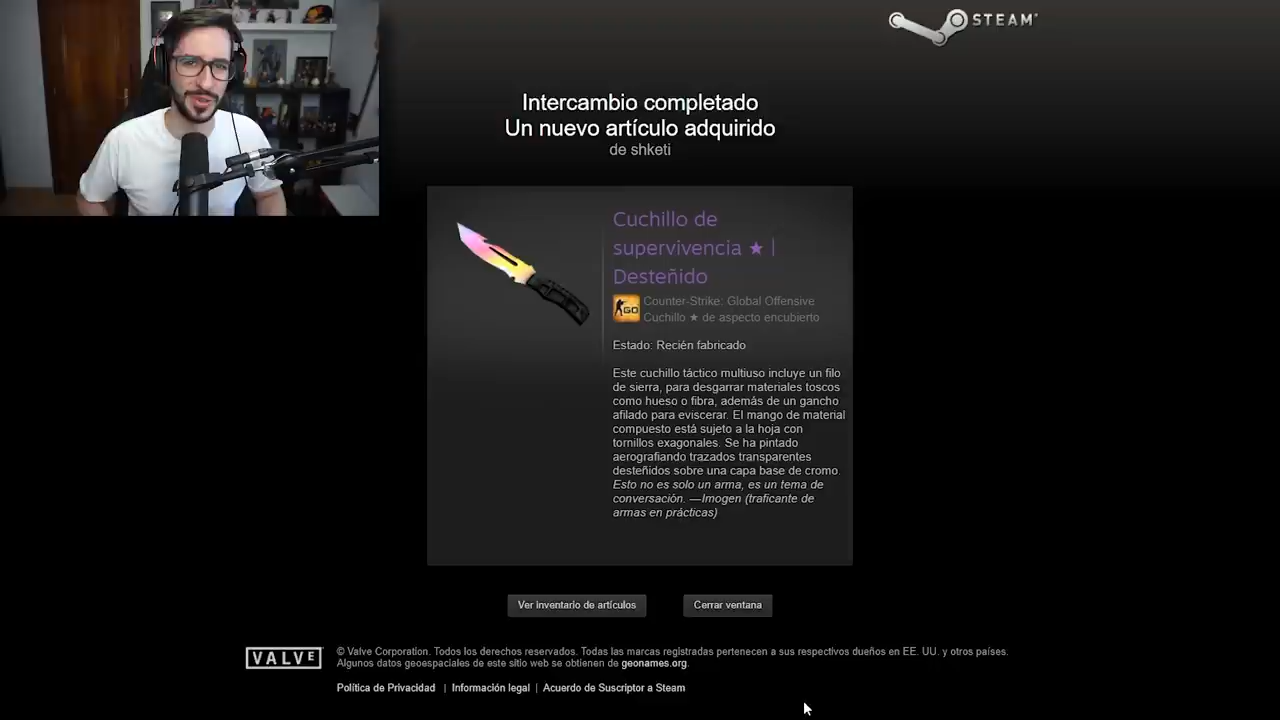 STEAM
Intercambio completado
Un nuevo artículo adquirido
de shketi
Cuchillo de
supervivencia ★ |
Desteñido
GO
Counter-Strike: Global Offensive
Cuchillo ★ de aspecto encubierto
Estado: Recién fabricado
Este cuchillo táctico multiuso incluye un filo
de sierra, para desgarrar materiales toscos
como hueso o fibra, además de un gancho
afilado para eviscerar. El mango de material
compuesto está sujeto a la hoja con
tornillos exagonales. Se ha pintado
aerografiando trazados transparentes
desteñidos sobre una capa base de cromo.
Esto no es solo un arma, es un tema de
conversación. —Imogen (traficante de
armas en prácticas)
Ver inventario de artículos
Cerrar ventana
VALVE
© Valve Corporation. Todos los derechos reservados. Todas las marcas registradas pertenecen a sus respectivos dueños en EE. UU. y otros países.
Algunos datos geoespaciales de este sitio web se obtienen de geonames.org.
Política de Privacidad | Información legal | Acuerdo de Suscriptor a Steam